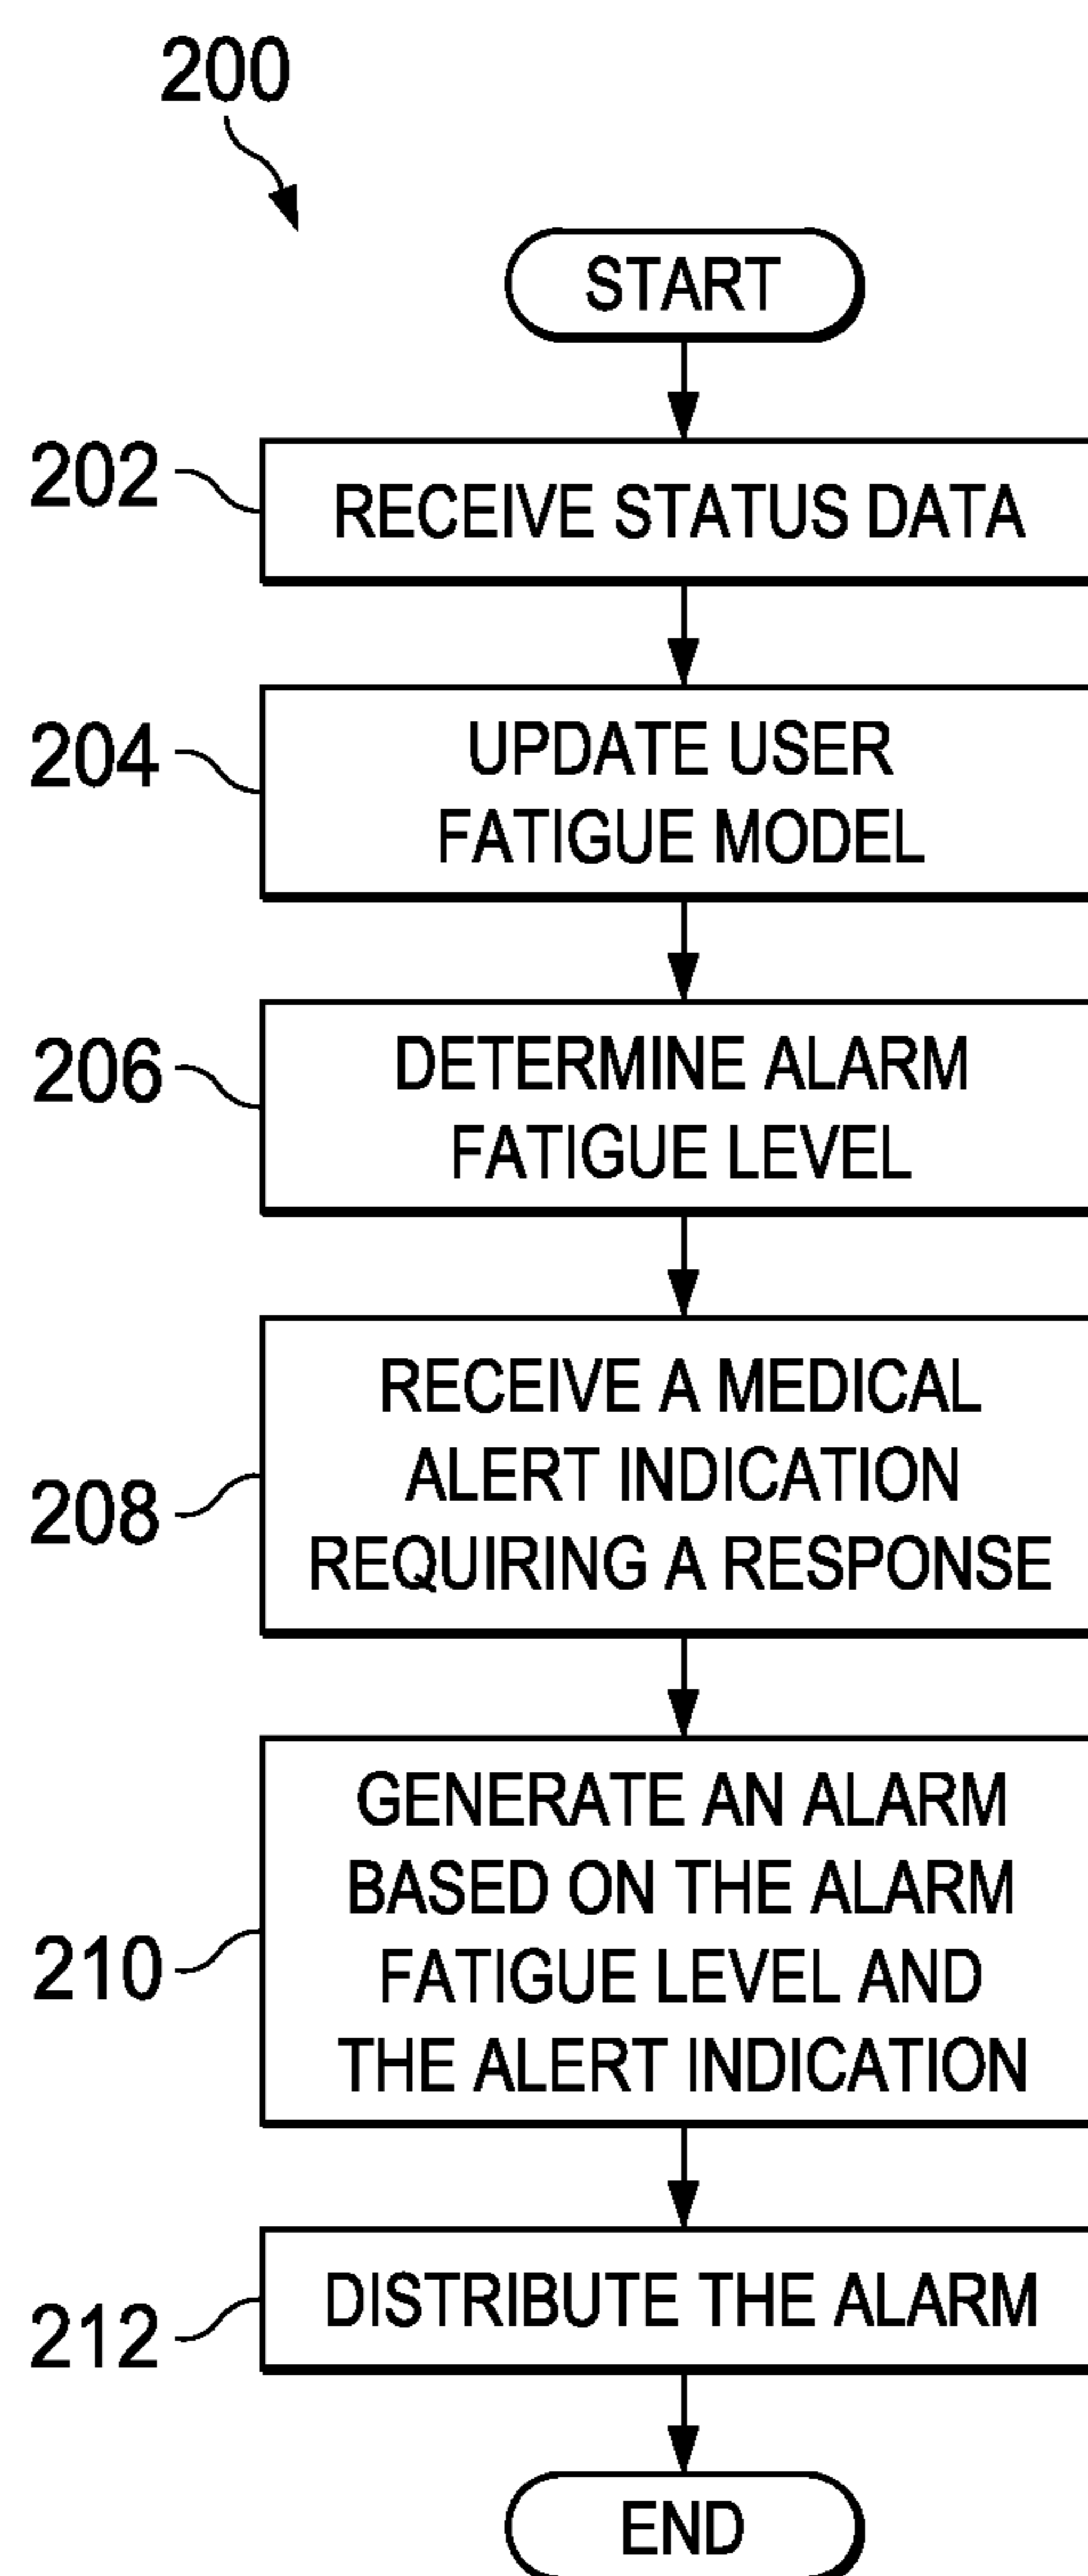 200
START
202
RECEIVE STATUS DATA
204
UPDATE USER
FATIGUE MODEL
206
DETERMINE ALARM
FATIGUE LEVEL
208
RECEIVE A MEDICAL
ALERT INDICATION
REQUIRING A RESPONSE
210
GENERATE AN ALARM
BASED ON THE ALARM
FATIGUE LEVEL AND
THE ALERT INDICATION
212
DISTRIBUTE THE ALARM
END